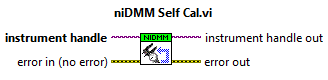 niDMM Self Cal.vi
instrument handle
NIDMM
instrument handle out
error in (no error)
error out